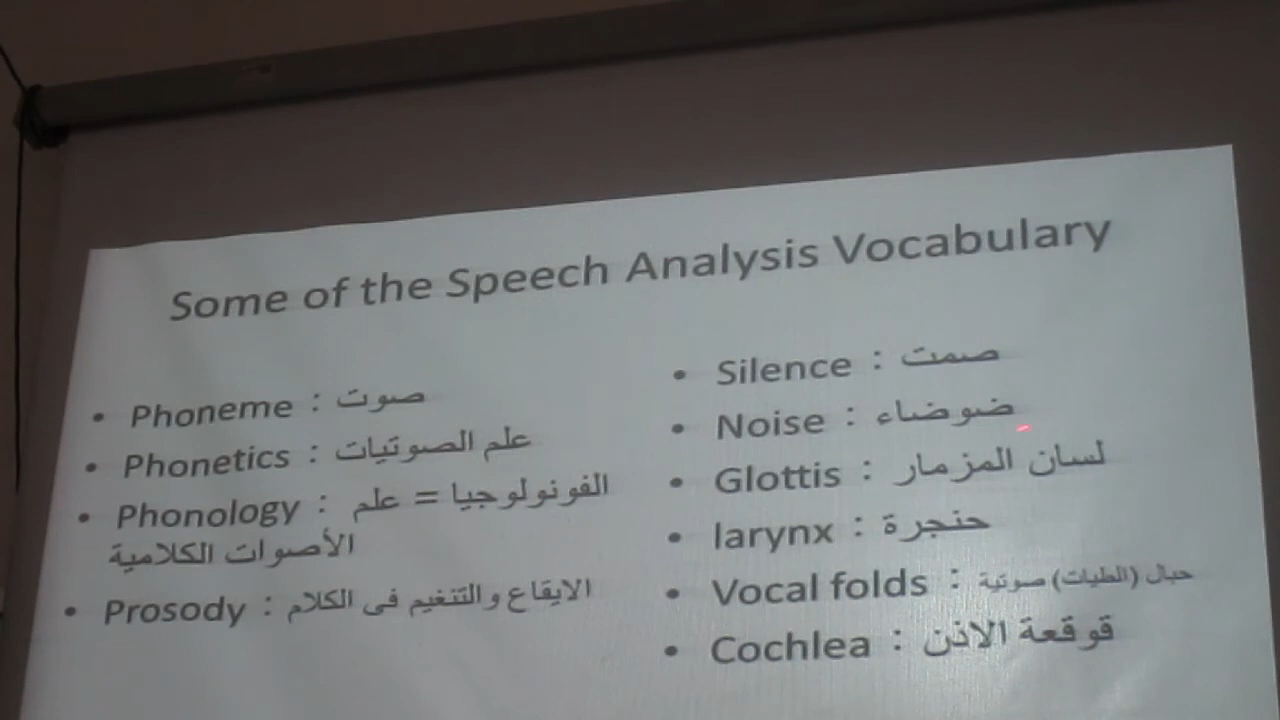 Some of the Speech Analysis Vocabulary
• Phoneme : صوت
• Phonetics : علم الصوتيات
• Phonology : الفونولوجيا = علم
الأصوات الكلامية
• Prosody : الايقاع والتنغيم فى الكلام
• Silence : صمت
• Noise : ضوضاء
• Glottis : لسان المزمار
• larynx : حنجرة
• Vocal folds : حبال (الطيات) صوتية
• Cochlea : قوقعة الاذن